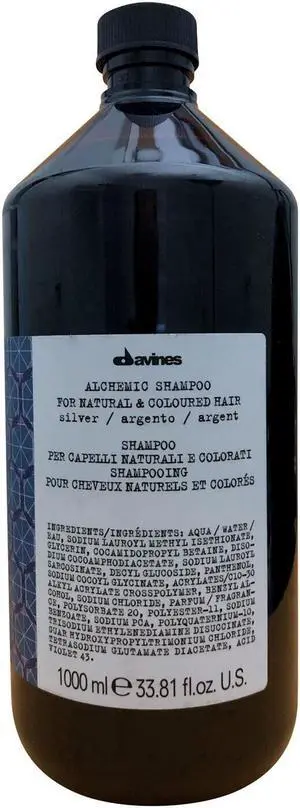 davines
ALCHEMIC SHAMPOO
FOR NATURAL & COLOURED HAIR
silver / argento / argent
SHAMPOO
PER CAPELLI NATURALI E COLORATI
SHAMPOOING
POUR CHEVEUX NATURELS ET COLORÉS
INGREDIENTS/INGRÉDIENTS: AQUA / WATER /
EAU, SODIUM LAUROYL METHYL ISETHIONATE,
GLYCERIN, COCAMIDOPROPYL BETAINE, DISO-
DIUM COCOAMPHODIACETATE, SODIUM LAUROYL
SARCOSINATE, DECYL GLUCOSIDE, PANTHENOL,
SODIUM COCOYL GLYCINATE, ACRYLATES/C10-30
ALKYL ACRYLATE CROSSPOLYMER, BENZYL AL-
COHOL, SODIUM CHLORIDE, PARFUM / FRAGAN-
CE, POLYSORBATE 20, POLYESTER-11, SODIUM
BENZOATE, SODIUM PCA, POLYQUATERNIUM-10,
TRISODIUM ETHYLENEDIAMINE DISUCCINATE,
GUAR HYDROXYPROPYLTRIMONIUM CHLORIDE,
TETRASODIUM GLUTAMATE DIACETATE, ACID
VIOLET 43.
1000 ml e 33.81 fl.oz. U.S.